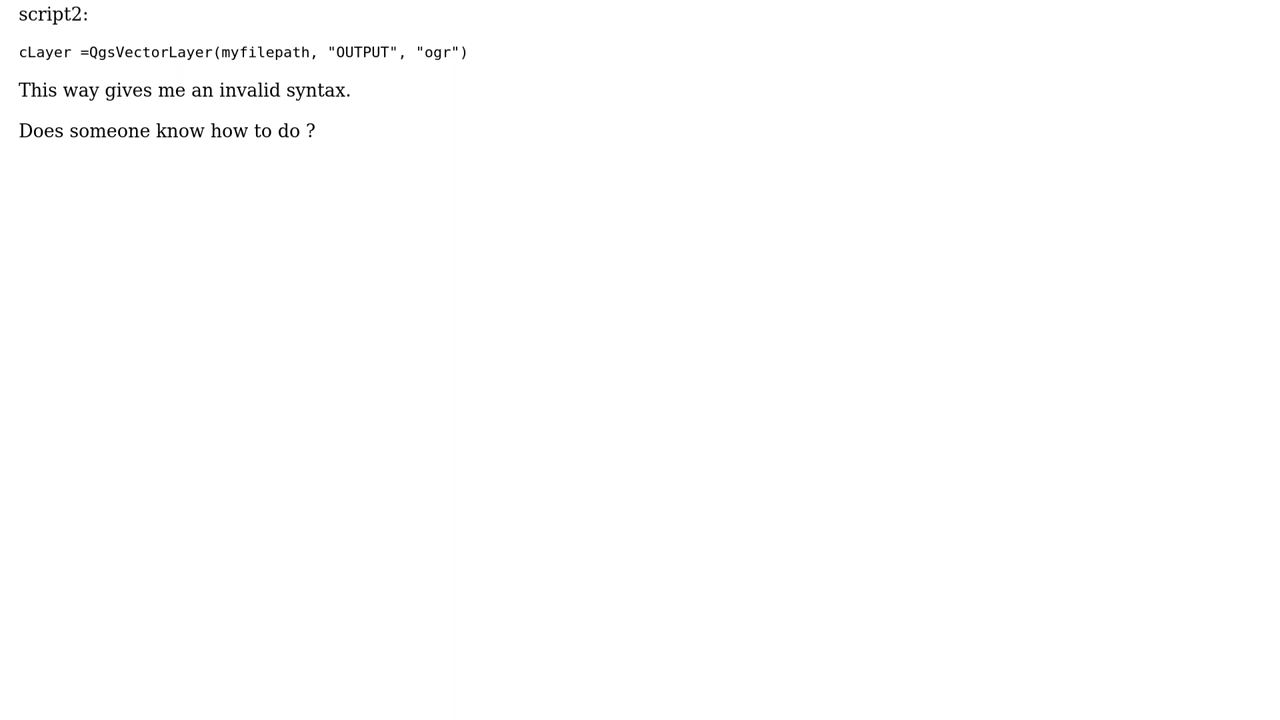 script2:
cLayer =QgsVectorLayer(myfilepath, "OUTPUT", "ogr")
This way gives me an invalid syntax.
Does someone know how to do ?